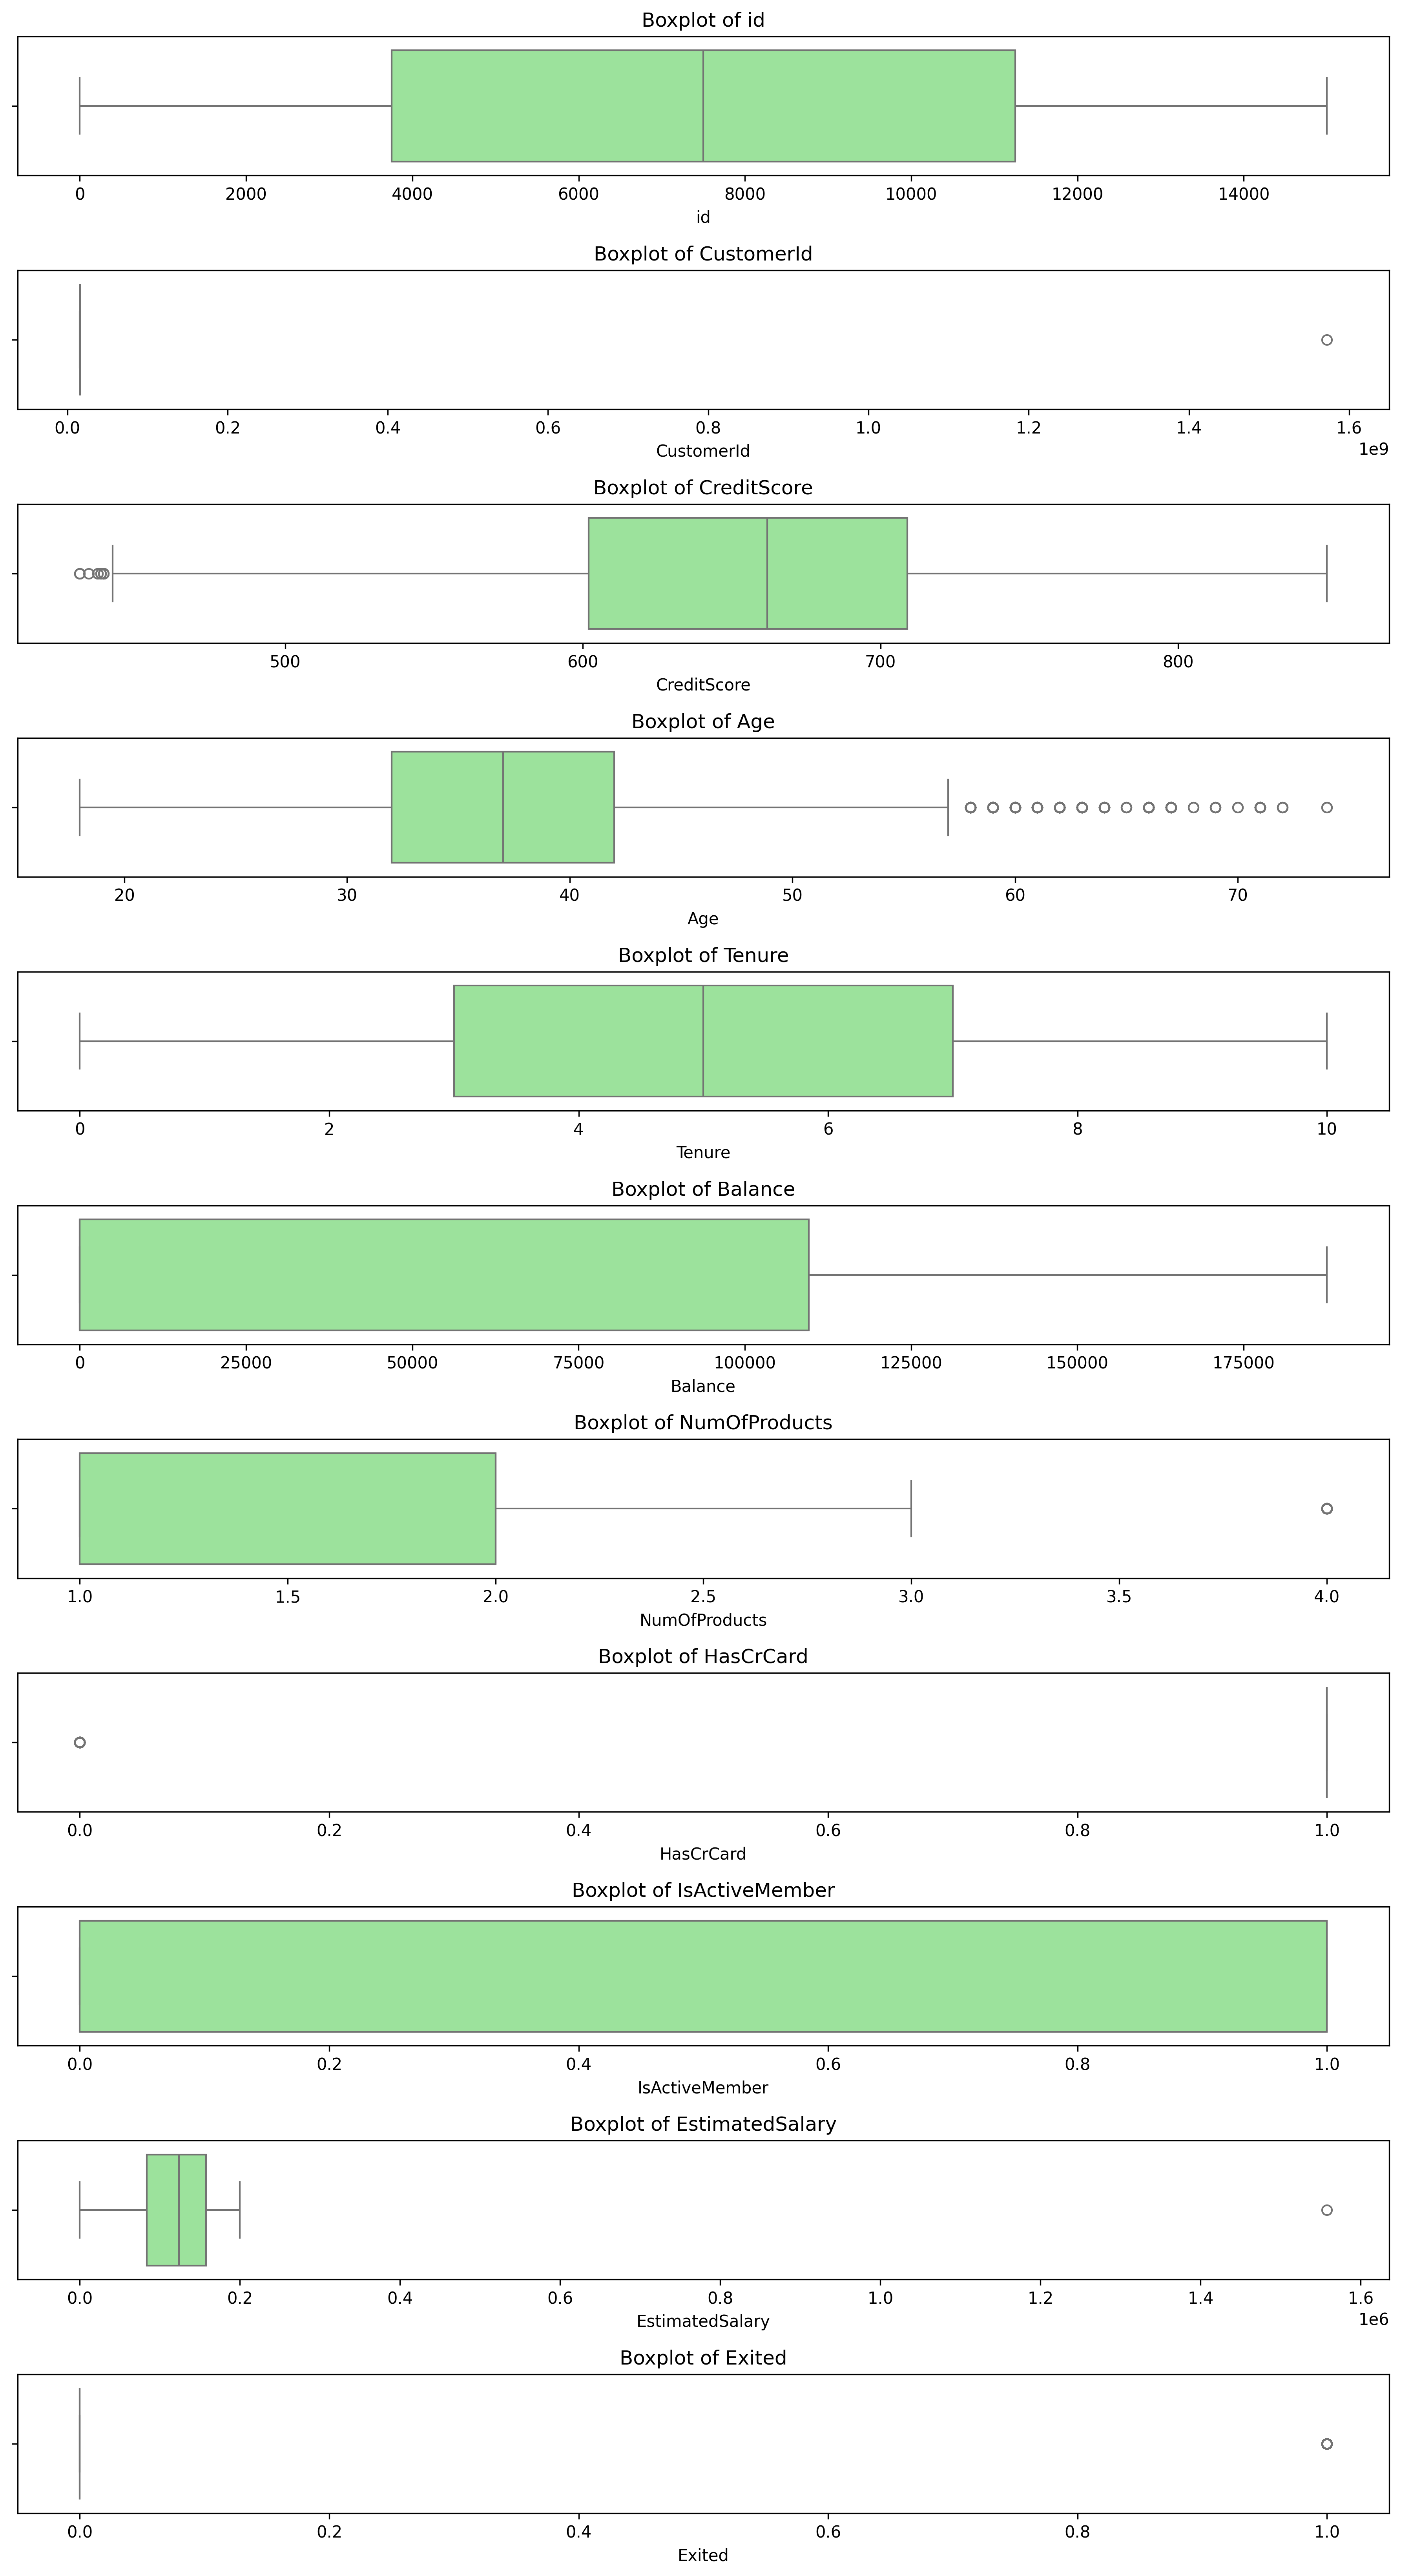 Boxplot of id
0 2000 4000 6000 8000 10000 12000 14000
id
Boxplot of CustomerId
0.0 0.2 0.4 0.6 0.8 1.0 1.2 1.4 1.6
CustomerId
1e9
Boxplot of CreditScore
500 600 700 800
CreditScore
Boxplot of Age
20 30 40 50 60 70
Age
Boxplot of Tenure
0 2 4 6 8 10
Tenure
Boxplot of Balance
0 25000 50000 75000 100000 125000 150000 175000
Balance
Boxplot of NumOfProducts
1.0 1.5 2.0 2.5 3.0 3.5 4.0
NumOfProducts
Boxplot of HasCrCard
0.0 0.2 0.4 0.6 0.8 1.0
HasCrCard
Boxplot of IsActiveMember
0.0 0.2 0.4 0.6 0.8 1.0
IsActiveMember
Boxplot of EstimatedSalary
0.0 0.2 0.4 0.6 0.8 1.0 1.2 1.4 1.6
EstimatedSalary
1e6
Boxplot of Exited
0.0 0.2 0.4 0.6 0.8 1.0
Exited